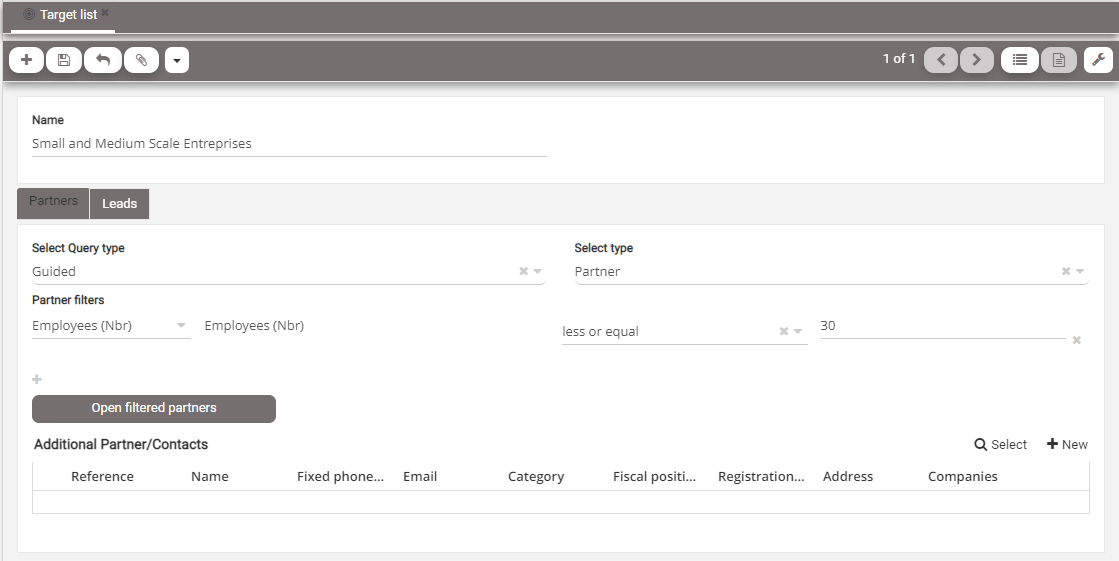 Target list
1 of 1
Name
Small and Medium Scale Entreprises
Partners Leads
Select Query type Select type
Guided Partner
Partner filters
Employees (Nbr) Employees (Nbr) less or equal 30
Open filtered partners
Additional Partner/Contacts Select New
Reference Name Fixed phone... Email Category Fiscal positi... Registration... Address Companies